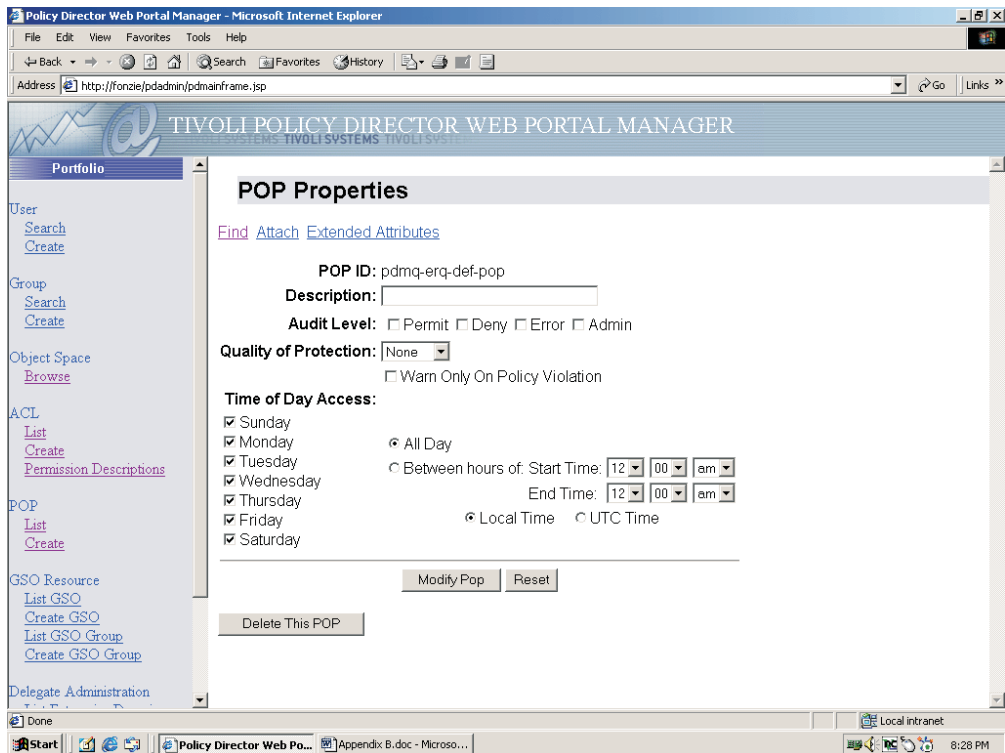 Policy Director Web Portal Manager - Microsoft Internet Explorer
File Edit View Favorites Tools Help
Back Search Favorites History
Address http://fonzie/pdadmin/pdmainframe.jsp Go Links »
TIVOLI POLICY DIRECTOR WEB PORTAL MANAGER
TIVOLI SYSTEMS
Portfolio
User
Search
Create
Group
Search
Create
Object Space
Browse
ACL
List
Create
Permission Descriptions
POP
List
Create
GSO Resource
List GSO
Create GSO
List GSO Group
Create GSO Group
Delegate Administration
POP Properties
Find Attach Extended Attributes
POP ID: pdmq-erq-def-pop
Description:
Audit Level: Permit Deny Error Admin
Quality of Protection: None
Warn Only On Policy Violation
Time of Day Access:
Sunday
Monday
Tuesday
Wednesday
Thursday
Friday
Saturday
All Day
Between hours of: Start Time: 12 00 am
End Time: 12 00 am
Local Time UTC Time
Modify Pop Reset
Delete This POP
Done Local intranet
Start Policy Director Web Po... Appendix B.doc - Microso... 8:28 PM